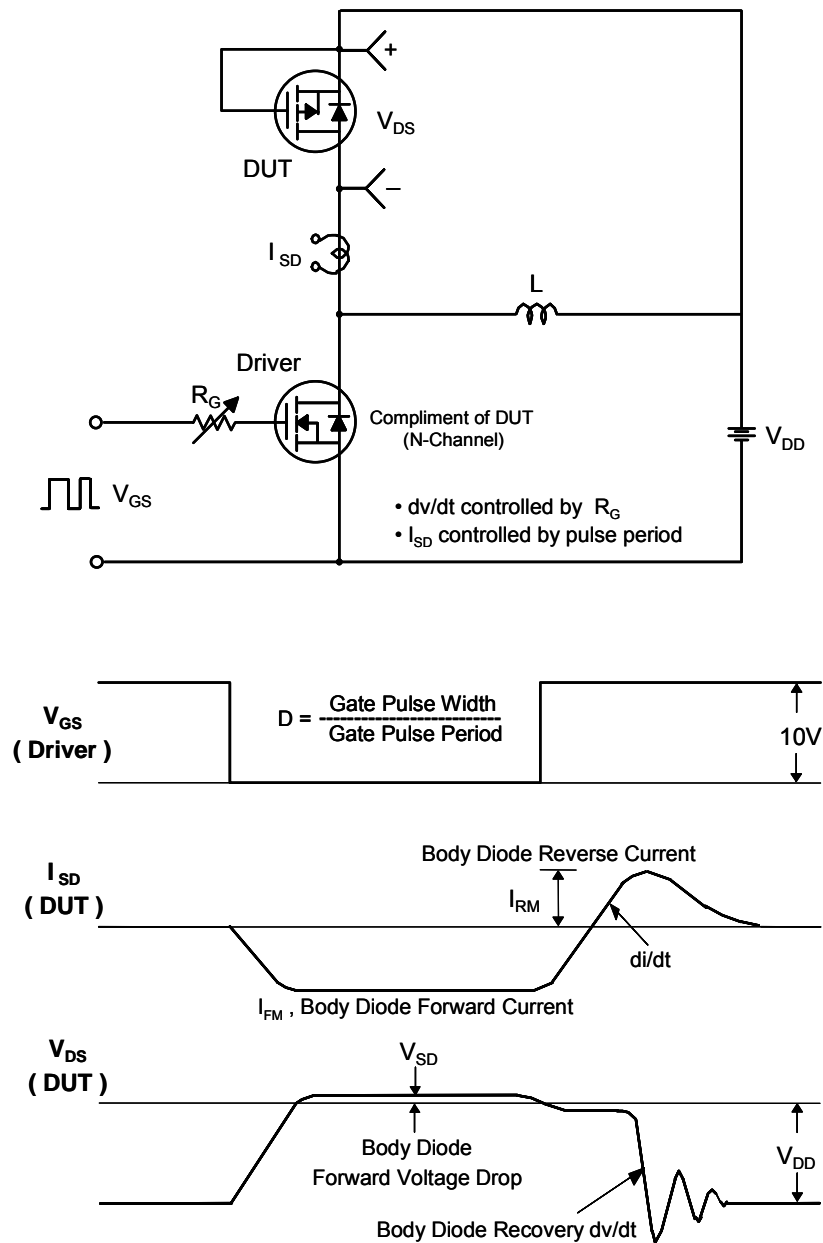 +
V_DS
DUT
–
I_SD
L
Driver
R_G
Compliment of DUT
(N-Channel)
V_DD
V_GS
• dv/dt controlled by R_G
• I_SD controlled by pulse period
V_GS
( Driver )
D = Gate Pulse Width
Gate Pulse Period
10V
I_SD
( DUT )
Body Diode Reverse Current
I_RM
di/dt
I_FM , Body Diode Forward Current
V_DS
( DUT )
V_SD
Body Diode
Forward Voltage Drop
V_DD
Body Diode Recovery dv/dt